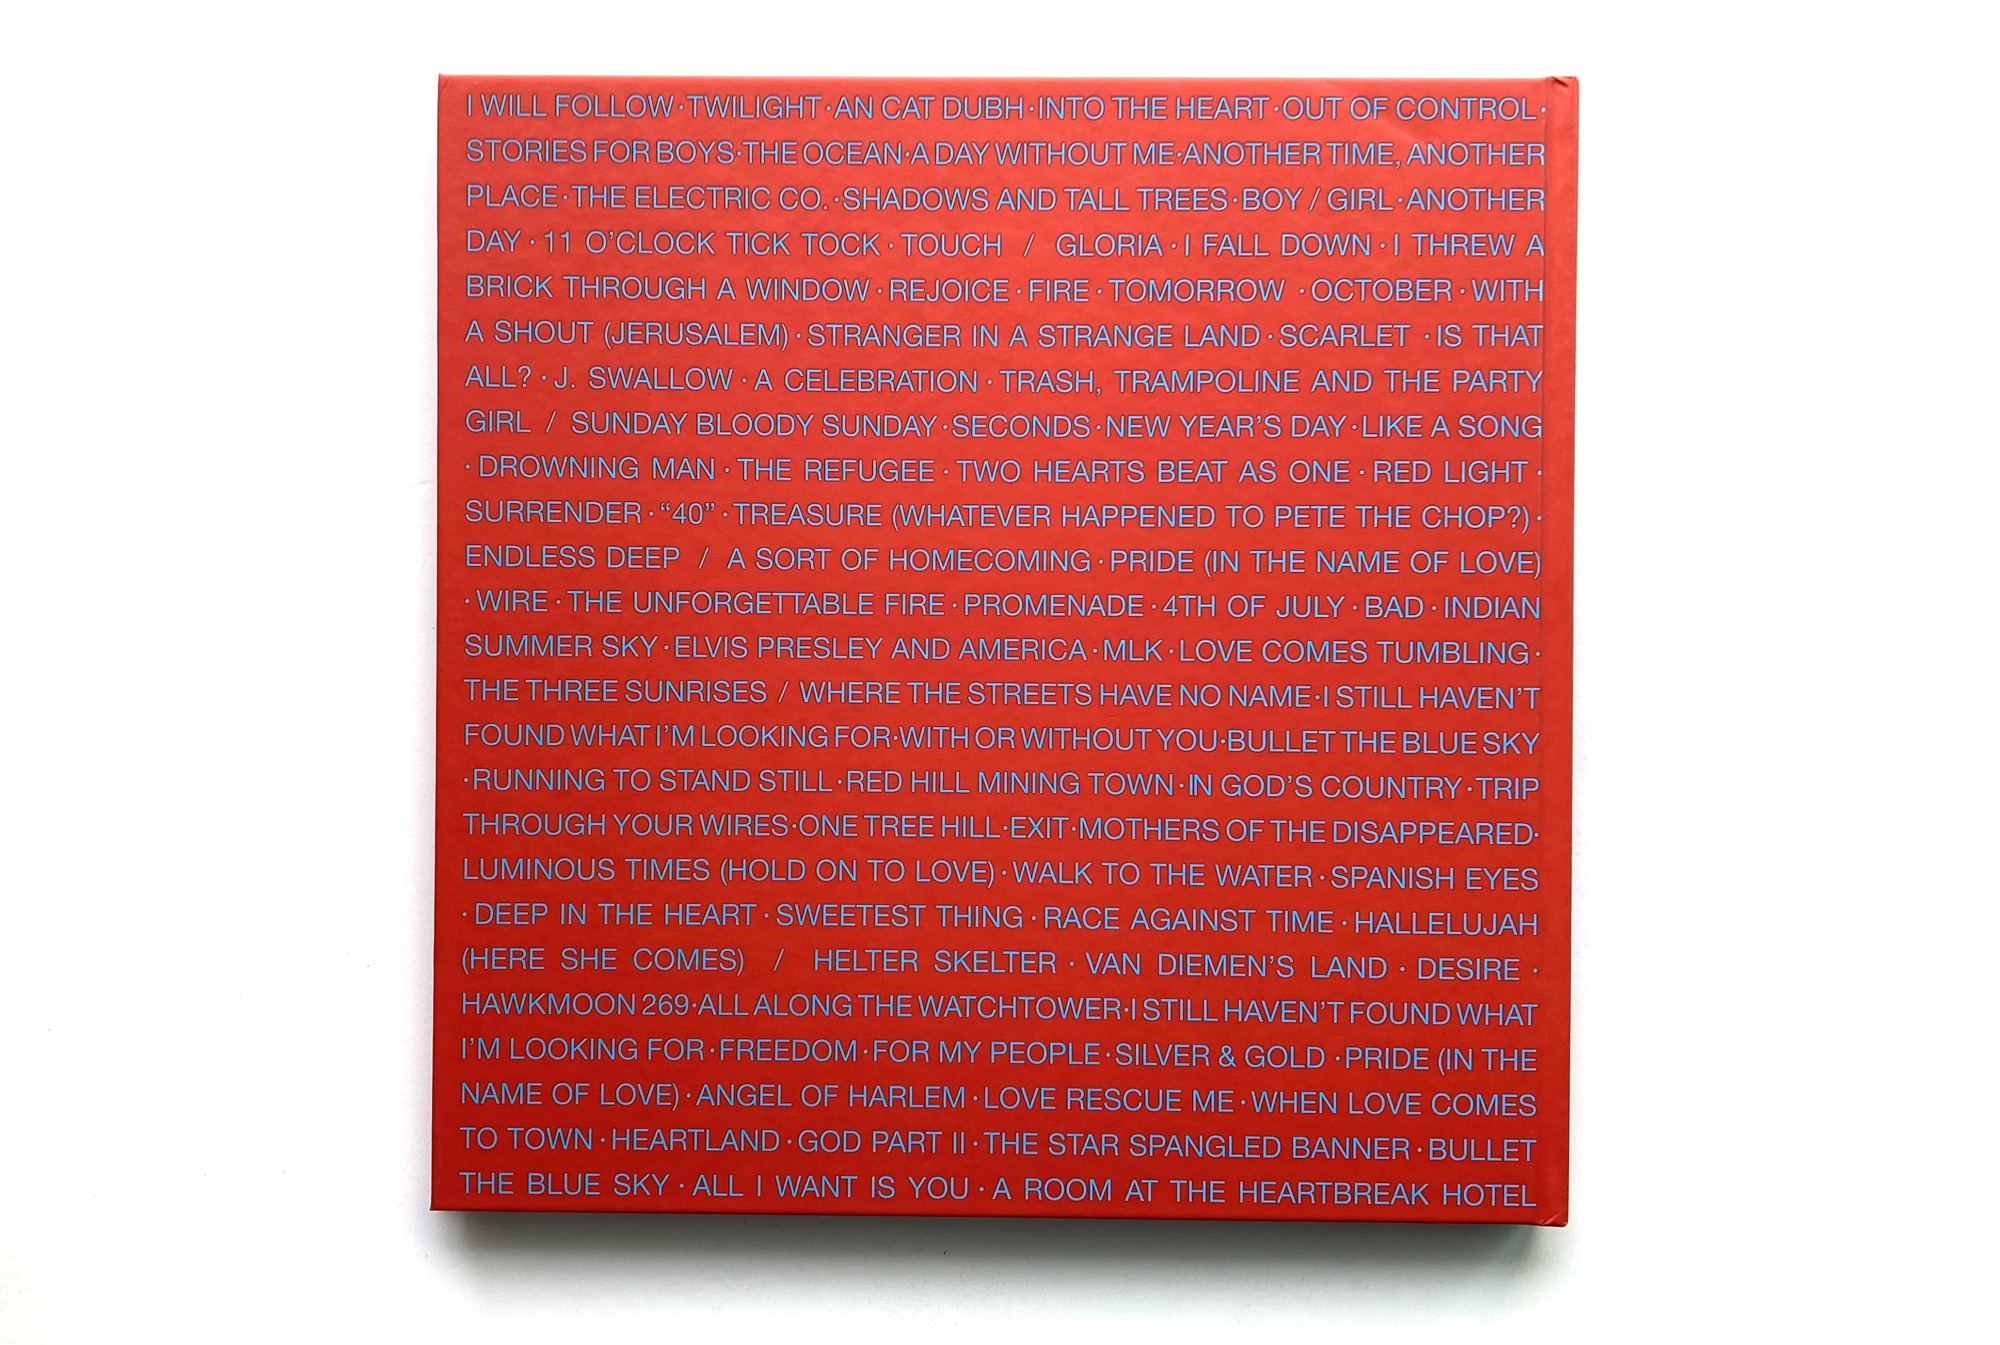 I WILL FOLLOW · TWILIGHT · AN CAT DUBH · INTO THE HEART · OUT OF CONTROL ·
STORIES FOR BOYS · THE OCEAN · A DAY WITHOUT ME · ANOTHER TIME, ANOTHER
PLACE · THE ELECTRIC CO. · SHADOWS AND TALL TREES · BOY / GIRL · ANOTHER
DAY · 11 O’CLOCK TICK TOCK · TOUCH / GLORIA · I FALL DOWN · I THREW A
BRICK THROUGH A WINDOW · REJOICE · FIRE · TOMORROW · OCTOBER · WITH
A SHOUT (JERUSALEM) · STRANGER IN A STRANGE LAND · SCARLET · IS THAT
ALL? · J. SWALLOW · A CELEBRATION · TRASH, TRAMPOLINE AND THE PARTY
GIRL / SUNDAY BLOODY SUNDAY · SECONDS · NEW YEAR’S DAY · LIKE A SONG
· DROWNING MAN · THE REFUGEE · TWO HEARTS BEAT AS ONE · RED LIGHT ·
SURRENDER · “40” · TREASURE (WHATEVER HAPPENED TO PETE THE CHOP?) ·
ENDLESS DEEP / A SORT OF HOMECOMING · PRIDE (IN THE NAME OF LOVE)
· WIRE · THE UNFORGETTABLE FIRE · PROMENADE · 4TH OF JULY · BAD · INDIAN
SUMMER SKY · ELVIS PRESLEY AND AMERICA · MLK · LOVE COMES TUMBLING ·
THE THREE SUNRISES / WHERE THE STREETS HAVE NO NAME · I STILL HAVEN’T
FOUND WHAT I’M LOOKING FOR · WITH OR WITHOUT YOU · BULLET THE BLUE SKY
· RUNNING TO STAND STILL · RED HILL MINING TOWN · IN GOD’S COUNTRY · TRIP
THROUGH YOUR WIRES · ONE TREE HILL · EXIT · MOTHERS OF THE DISAPPEARED ·
LUMINOUS TIMES (HOLD ON TO LOVE) · WALK TO THE WATER · SPANISH EYES
· DEEP IN THE HEART · SWEETEST THING · RACE AGAINST TIME · HALLELUJAH
(HERE SHE COMES) / HELTER SKELTER · VAN DIEMEN’S LAND · DESIRE ·
HAWKMOON 269 · ALL ALONG THE WATCHTOWER · I STILL HAVEN’T FOUND WHAT
I’M LOOKING FOR · FREEDOM · FOR MY PEOPLE · SILVER & GOLD · PRIDE (IN THE
NAME OF LOVE) · ANGEL OF HARLEM · LOVE RESCUE ME · WHEN LOVE COMES
TO TOWN · HEARTLAND · GOD PART II · THE STAR SPANGLED BANNER · BULLET
THE BLUE SKY · ALL I WANT IS YOU · A ROOM AT THE HEARTBREAK HOTEL